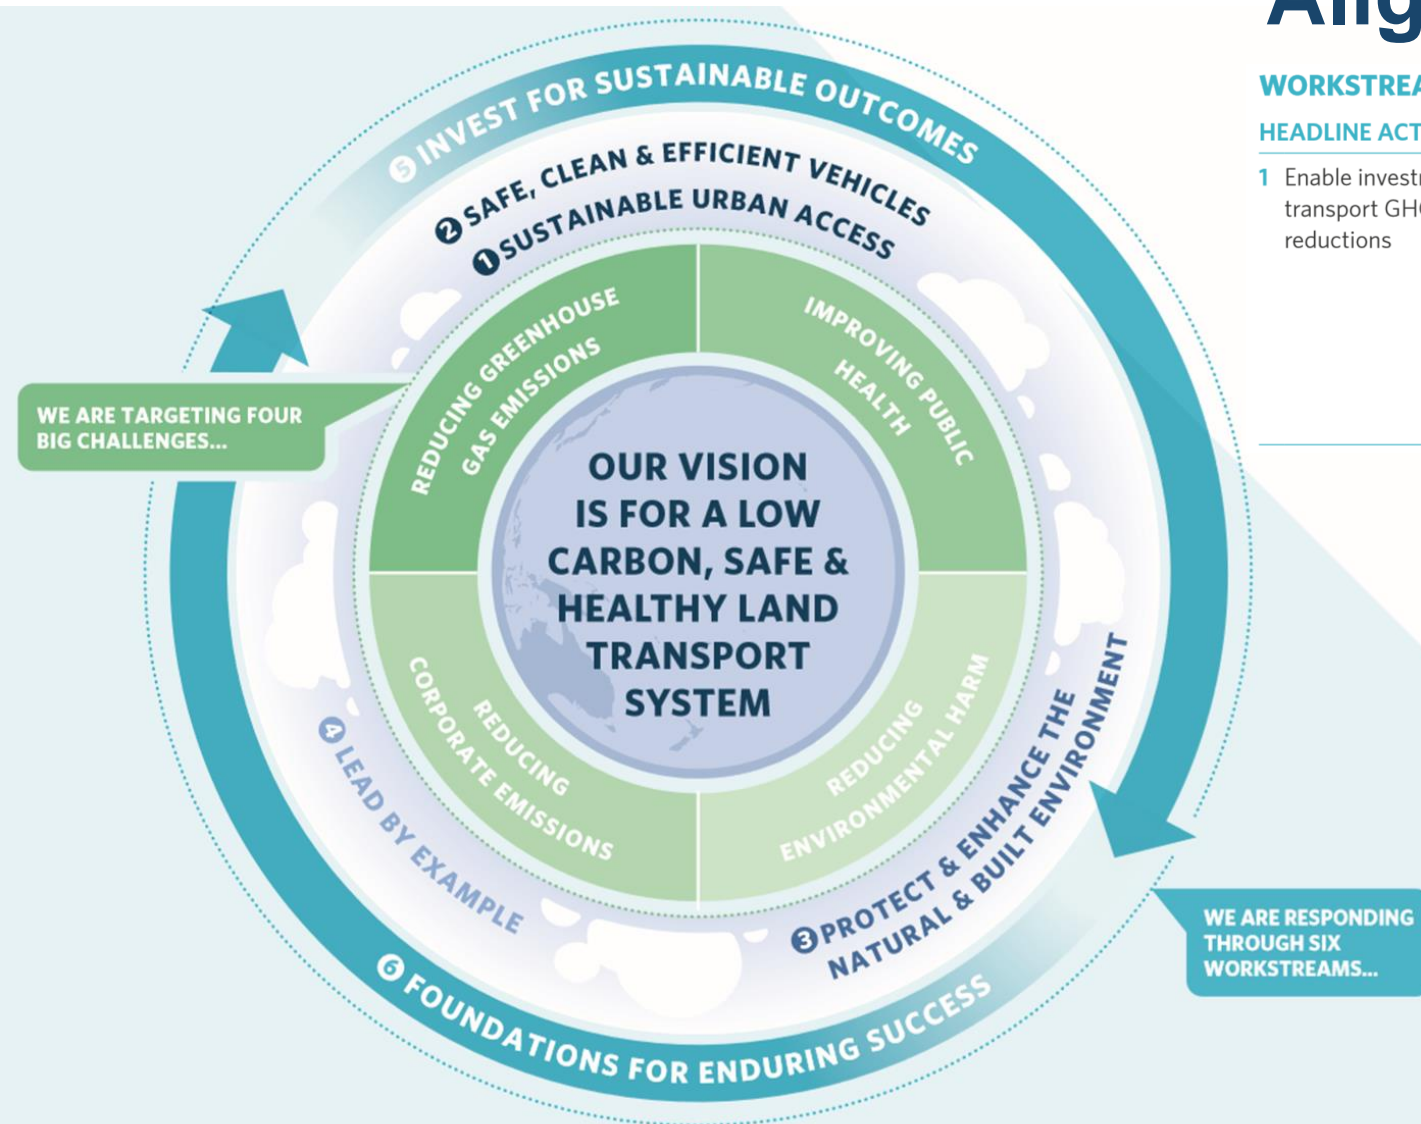 WORKSTREA
HEADLINE ACT
1 Enable investr
transport GH
reductions
5 INVEST FOR SUSTAINABLE OUTCOMES
2 SAFE, CLEAN & EFFICIENT VEHICLES
1 SUSTAINABLE URBAN ACCESS
REDUCING GREENHOUSE
GAS EMISSIONS
IMPROVING PUBLIC
HEALTH
WE ARE TARGETING FOUR
BIG CHALLENGES...
OUR VISION
IS FOR A LOW
CARBON, SAFE &
HEALTHY LAND
TRANSPORT
SYSTEM
REDUCING
CORPORATE EMISSIONS
REDUCING
ENVIRONMENTAL HARM
4 LEAD BY EXAMPLE
3 PROTECT & ENHANCE THE
NATURAL & BUILT ENVIRONMENT
WE ARE RESPONDING
THROUGH SIX
WORKSTREAMS...
6 FOUNDATIONS FOR ENDURING SUCCESS